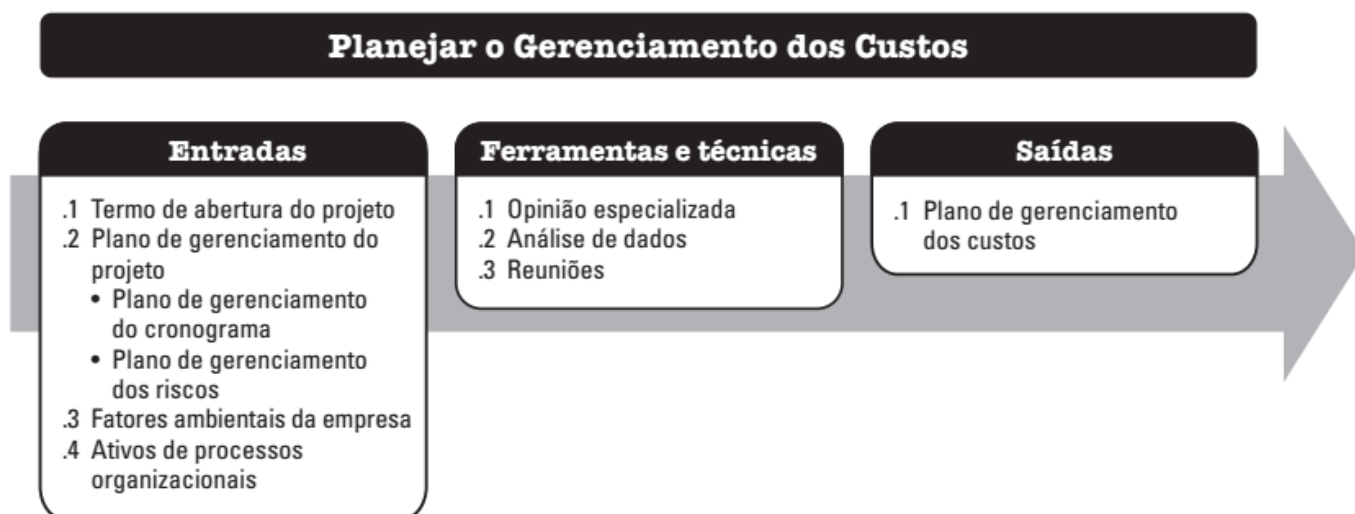 Planejar o Gerenciamento dos Custos
Entradas
.1 Termo de abertura do projeto
.2 Plano de gerenciamento do
projeto
• Plano de gerenciamento
do cronograma
• Plano de gerenciamento
dos riscos
.3 Fatores ambientais da empresa
.4 Ativos de processos
organizacionais
Ferramentas e técnicas
.1 Opinião especializada
.2 Análise de dados
.3 Reuniões
Saídas
.1 Plano de gerenciamento
dos custos